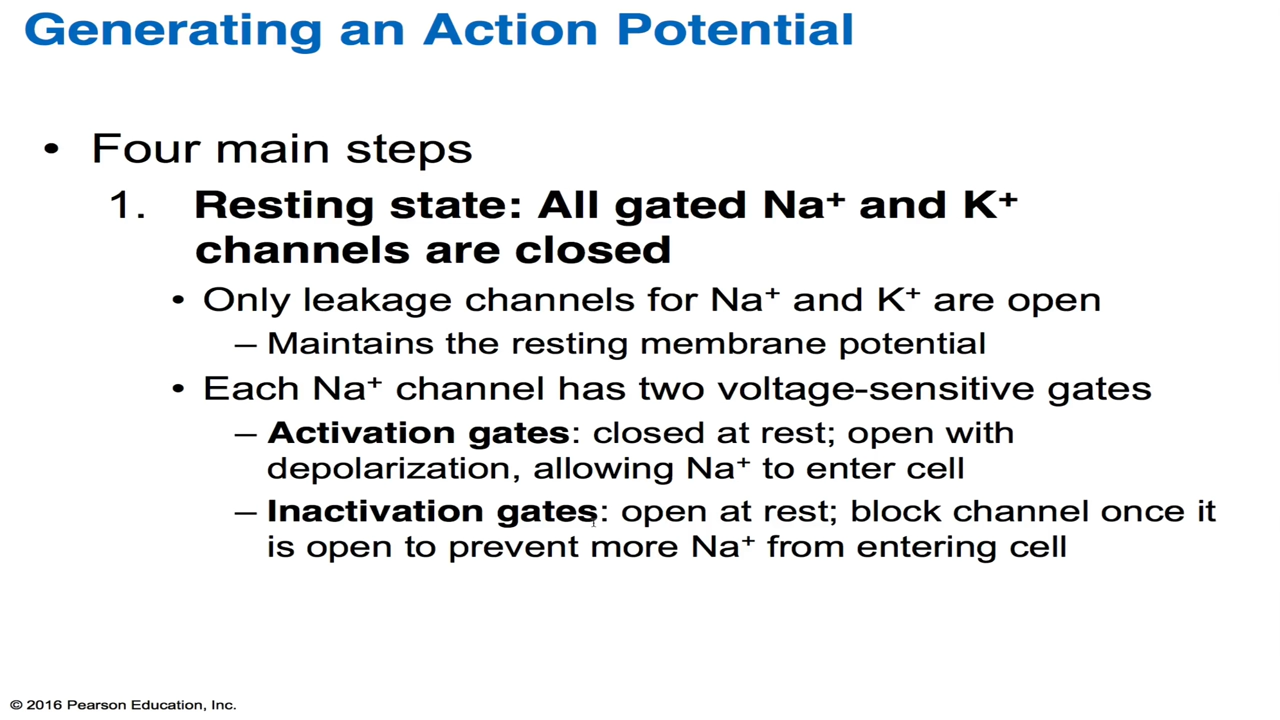 Generating an Action Potential
• Four main steps
1. Resting state: All gated Na⁺ and K⁺
channels are closed
• Only leakage channels for Na⁺ and K⁺ are open
– Maintains the resting membrane potential
• Each Na⁺ channel has two voltage-sensitive gates
– Activation gates: closed at rest; open with
depolarization, allowing Na⁺ to enter cell
– Inactivation gates: open at rest; block channel once it
is open to prevent more Na⁺ from entering cell
© 2016 Pearson Education, Inc.